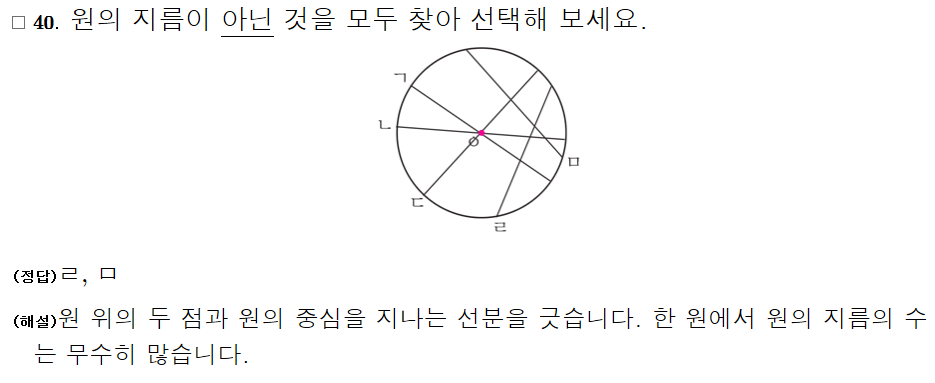 □ 40. 원의 지름이 아닌 것을 모두 찾아 선택해 보세요.
ㄱ
ㄴ
ㅇ
ㅁ
ㄷ
ㄹ
(정답)ㄹ, ㅁ
(해설)원 위의 두 점과 원의 중심을 지나는 선분을 긋습니다. 한 원에서 원의 지름의 수
는 무수히 많습니다.